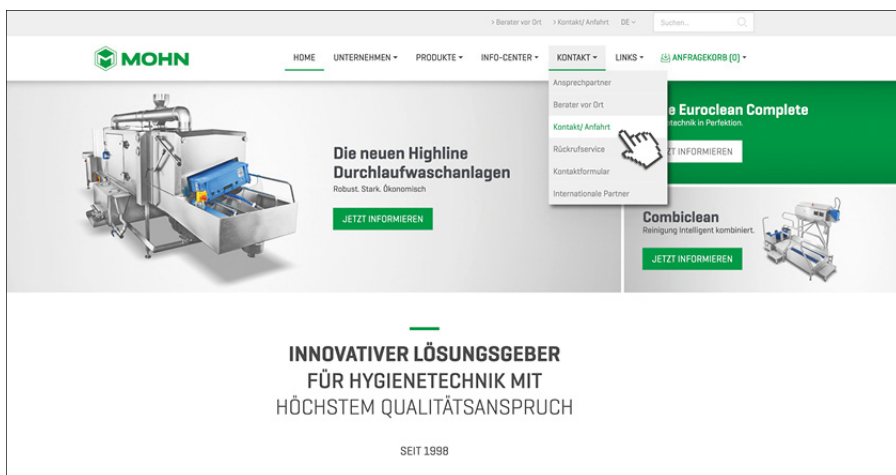 > Berater vor Ort > Kontakt/ Anfahrt DE Suchen...
MOHN
HOME UNTERNEHMEN PRODUKTE INFO-CENTER KONTAKT LINKS ANFRAGEKORB (0)
Ansprechpartner
Berater vor Ort
Kontakt/ Anfahrt
Rückrufservice
Kontaktformular
Internationale Partner
Die neuen Highline
Durchlaufwaschanlagen
Robust. Stark. Ökonomisch
JETZT INFORMIEREN
Euroclean Complete
in Perfektion.
INFORMIEREN
Combiclean
Reinigung Intelligent kombiniert.
JETZT INFORMIEREN
INNOVATIVER LÖSUNGSGEBER
FÜR HYGIENETECHNIK MIT
HÖCHSTEM QUALITÄTSANSPRUCH
SEIT 1998